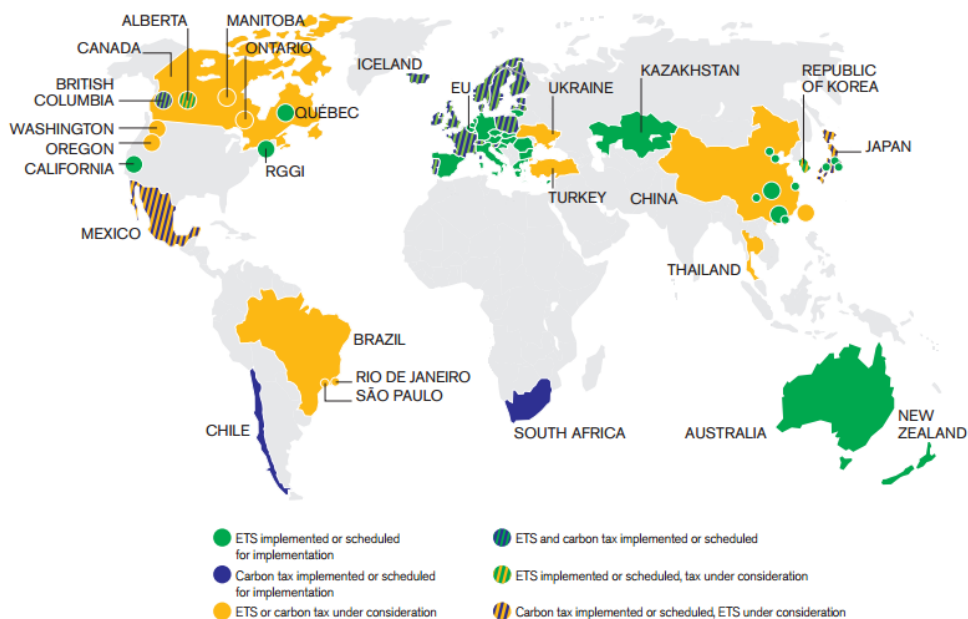 ALBERTA
MANITOBA
CANADA
ONTARIO
ICELAND
BRITISH
COLUMBIA
EU
UKRAINE
KAZAKHSTAN
REPUBLIC
OF KOREA
QUÉBEC
WASHINGTON
OREGON
JAPAN
CALIFORNIA
RGGI
TURKEY
CHINA
MEXICO
THAILAND
BRAZIL
RIO DE JANEIRO
SÃO PAULO
CHILE
SOUTH AFRICA
AUSTRALIA
NEW
ZEALAND
ETS implemented or scheduled
for implementation
Carbon tax implemented or scheduled
for implementation
ETS or carbon tax under consideration
ETS and carbon tax implemented or scheduled
ETS implemented or scheduled, tax under consideration
Carbon tax implemented or scheduled, ETS under consideration